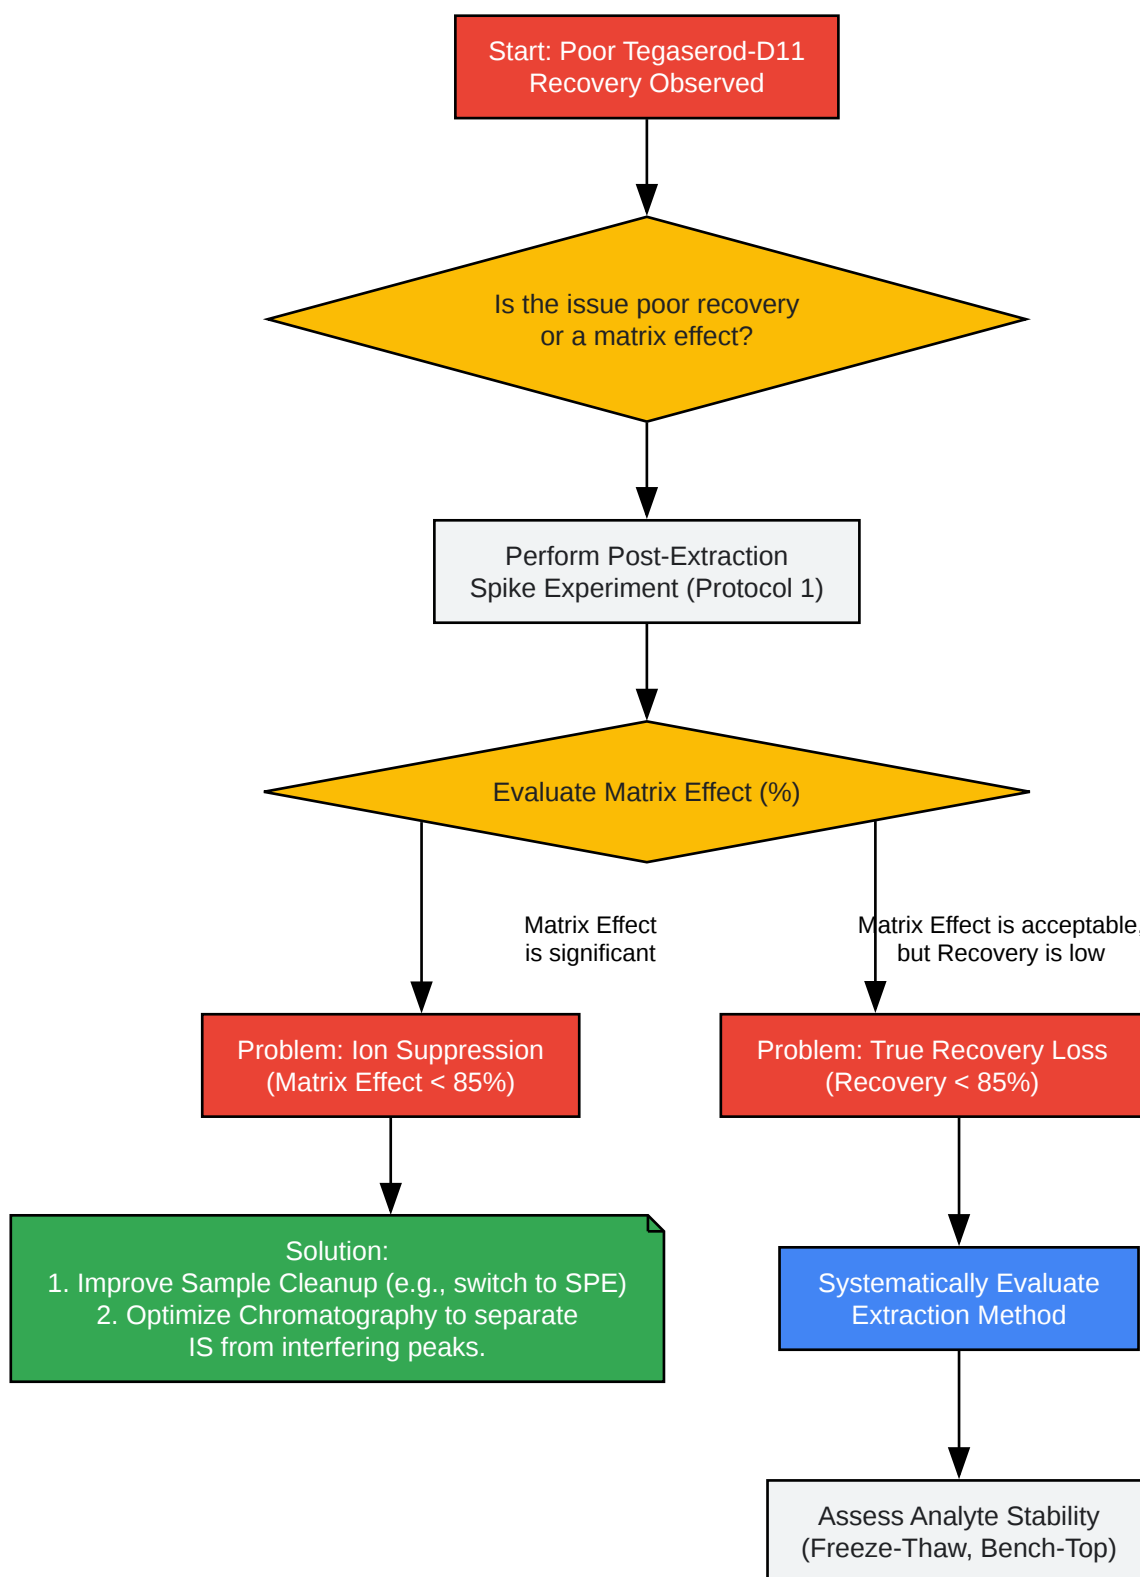 Start: Poor Tegaserod-D11
Recovery Observed
Is the issue poor recovery
or a matrix effect?
Perform Post-Extraction
Spike Experiment (Protocol 1)
Evaluate Matrix Effect (%)
Matrix Effect
is significant
Matrix Effect is acceptable,
but Recovery is low
Problem: Ion Suppression
(Matrix Effect < 85%)
Problem: True Recovery Loss
(Recovery < 85%)
Solution:
1. Improve Sample Cleanup (e.g., switch to SPE)
2. Optimize Chromatography to separate
IS from interfering peaks.
Systematically Evaluate
Extraction Method
Assess Analyte Stability
(Freeze-Thaw, Bench-Top)